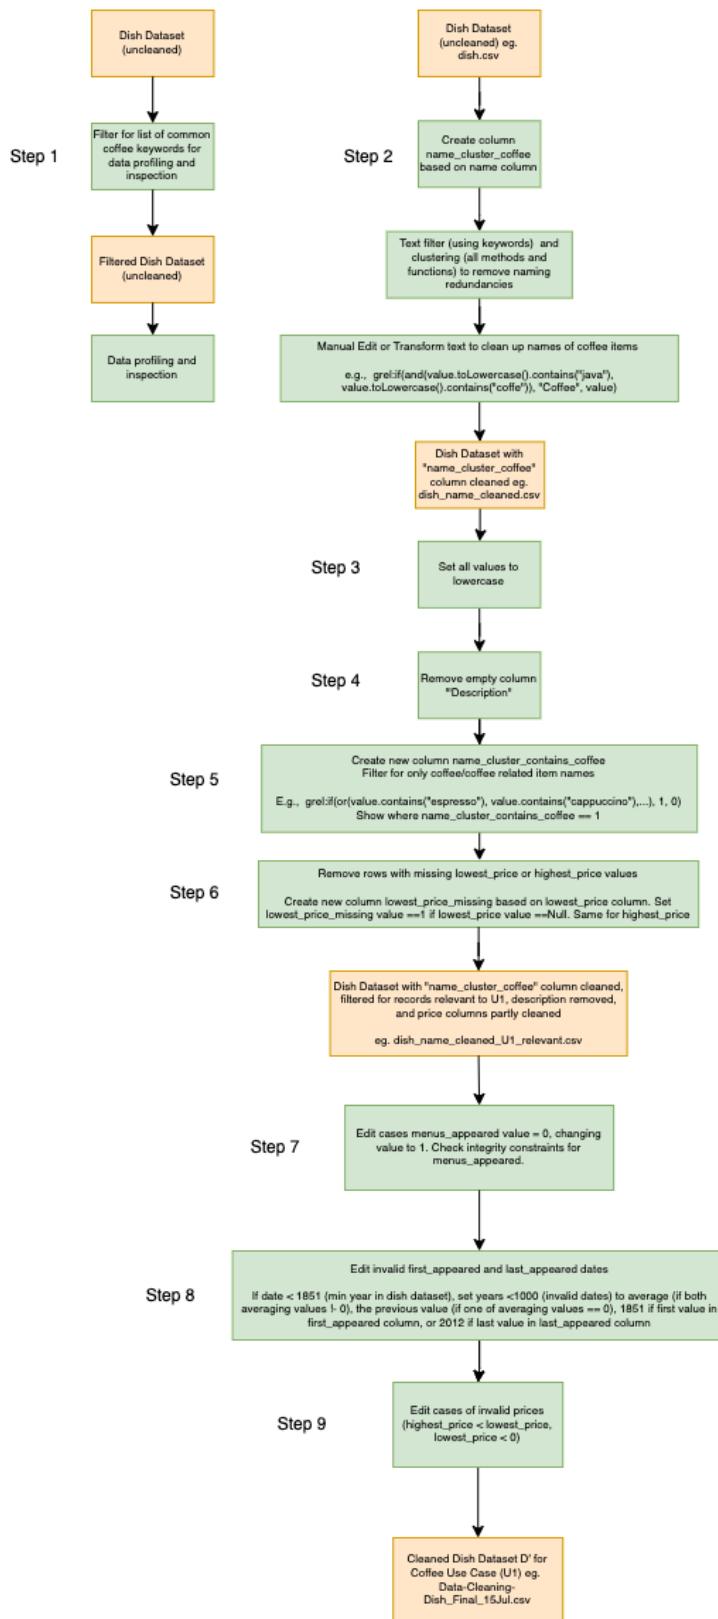 Dish Dataset
(uncleaned)
Step 1
Filter for list of common
coffee keywords for
data profiling and
inspection
Filtered Dish Dataset
(uncleaned)
Data profiling and
inspection
Dish Dataset
(uncleaned) eg.
dish.csv
Step 2
Create column
name_cluster_coffee
based on name column
Text filter (using keywords) and
clustering (all methods and
functions) to remove naming
redundancies
Manual Edit or Transform text to clean up names of coffee items
e.g., grel:if(and(value.toLowercase().contains("java"),
value.toLowercase().contains("coffe")), "Coffee", value)
Dish Dataset with
"name_cluster_coffee"
column cleaned eg.
dish_name_cleaned.csv
Step 3
Set all values to
lowercase
Step 4
Remove empty column
"Description"
Step 5
Create new column name_cluster_contains_coffee
Filter for only coffee/coffee related item names
E.g., grel:if(or(value.contains("espresso"), value.contains("cappuccino"),...), 1, 0)
Show where name_cluster_contains_coffee == 1
Step 6
Remove rows with missing lowest_price or highest_price values
Create new column lowest_price_missing based on lowest_price column. Set
lowest_price_missing value ==1 if lowest_price value ==Null. Same for highest_price
Dish Dataset with "name_cluster_coffee" column cleaned,
filtered for records relevant to U1, description removed,
and price columns partly cleaned
eg. dish_name_cleaned_U1_relevant.csv
Step 7
Edit cases menus_appeared value = 0, changing
value to 1. Check integrity constraints for
menus_appeared.
Step 8
Edit invalid first_appeared and last_appeared dates
If date < 1851 (min year in dish dataset), set years <1000 (invalid dates) to average (if both
averaging values !- 0), the previous value (if one of averaging values == 0), 1851 if first value in
first_appeared column, or 2012 if last value in last_appeared column
Step 9
Edit cases of invalid prices
(highest_price < lowest_price,
lowest_price < 0)
Cleaned Dish Dataset D' for
Coffee Use Case (U1) eg.
Data-Cleaning-
Dish_Final_15Jul.csv